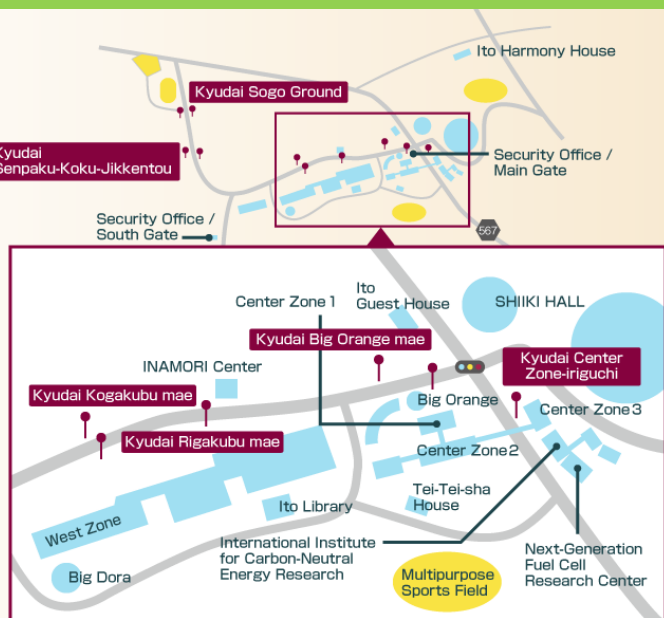 Ito Harmony House
Kyudai Sogo Ground
Kyudai
Senpaku-Koku-Jikkentou
Security Office /
Main Gate
Security Office /
South Gate
567
Ito
Guest House
Center Zone 1
SHIIKI HALL
Kyudai Big Orange mae
Kyudai Center
Zone-iriguchi
INAMORI Center
Kyudai Kogakubu mae
Big Orange
Center Zone 3
Kyudai Rigakubu mae
Center Zone 2
Tei-Tei-sha
House
Ito Library
West Zone
International Institute
for Carbon-Neutral
Energy Research
Next-Generation
Fuel Cell
Research Center
Big Dora
Multipurpose
Sports Field